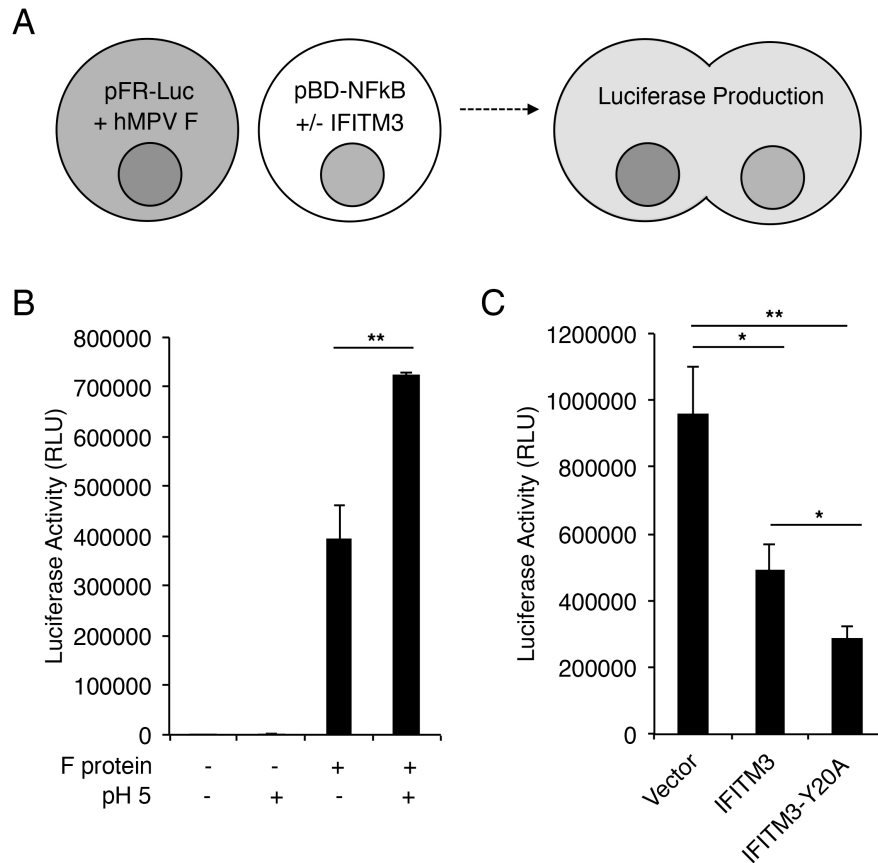 A
pFR-Luc
+ hMPV F
pBD-NFkB
+/- IFITM3
Luciferase Production
B
Luciferase Activity (RLU)
800000
700000
600000
500000
400000
300000
200000
100000
0
**
F protein - - + +
pH 5 - + - +
C
Luciferase Activity (RLU)
1200000
1000000
800000
600000
400000
200000
0
**
*
*
Vector
IFITM3
IFITM3-Y20A